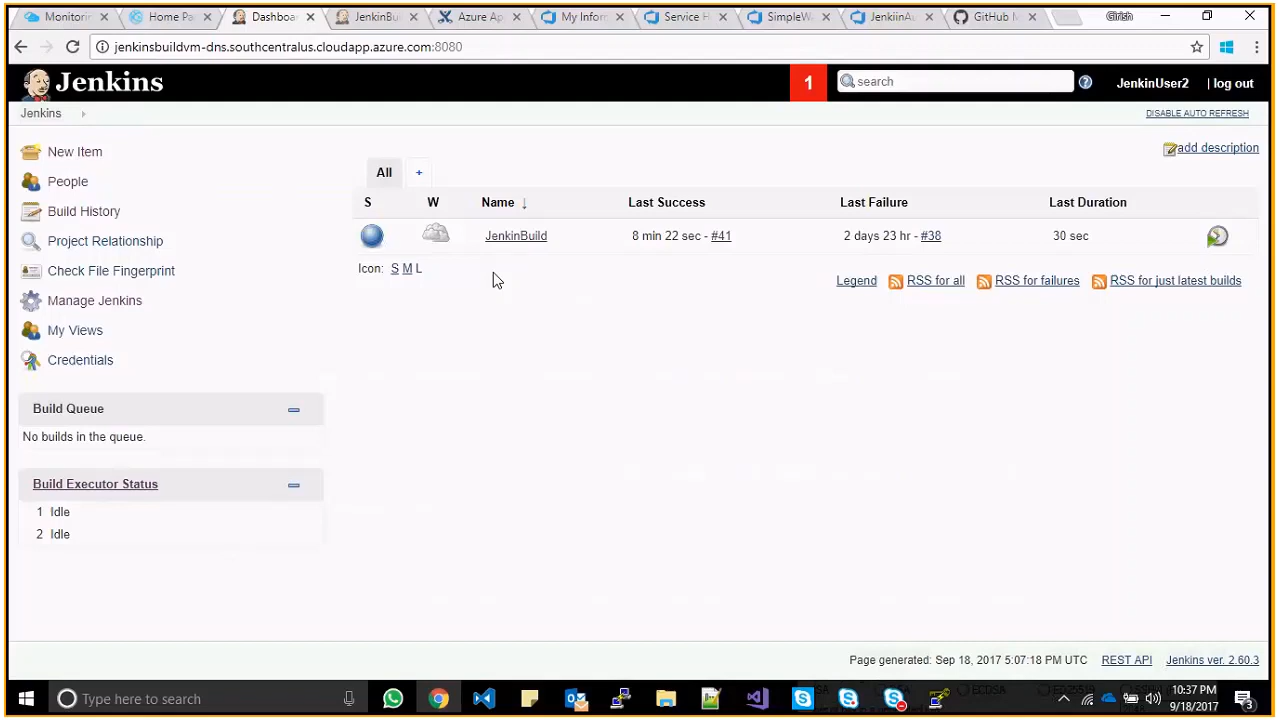 Monitorin
Home Pa
Dashboa
JenkinBu
Azure Ap
My Infor
Service H
SimpleW
JenkinA
GitHub
Girish
jenkinsbuildvm-dns.southcentralus.cloudapp.azure.com:8080
Jenkins
1
search
JenkinUser2
| log out
Jenkins
DISABLE AUTO REFRESH
New Item
People
Build History
Project Relationship
Check File Fingerprint
Manage Jenkins
My Views
Credentials
add description
All
+
S W Name ↓ Last Success Last Failure Last Duration
JenkinBuild 8 min 22 sec - #41 2 days 23 hr - #38 30 sec
Icon: S M L
Legend RSS for all RSS for failures RSS for just latest builds
Build Queue
No builds in the queue.
Build Executor Status
1 Idle
2 Idle
Page generated: Sep 18, 2017 5:07:18 PM UTC REST API Jenkins ver. 2.60.3
Type here to search
10:37 PM
9/18/2017
3